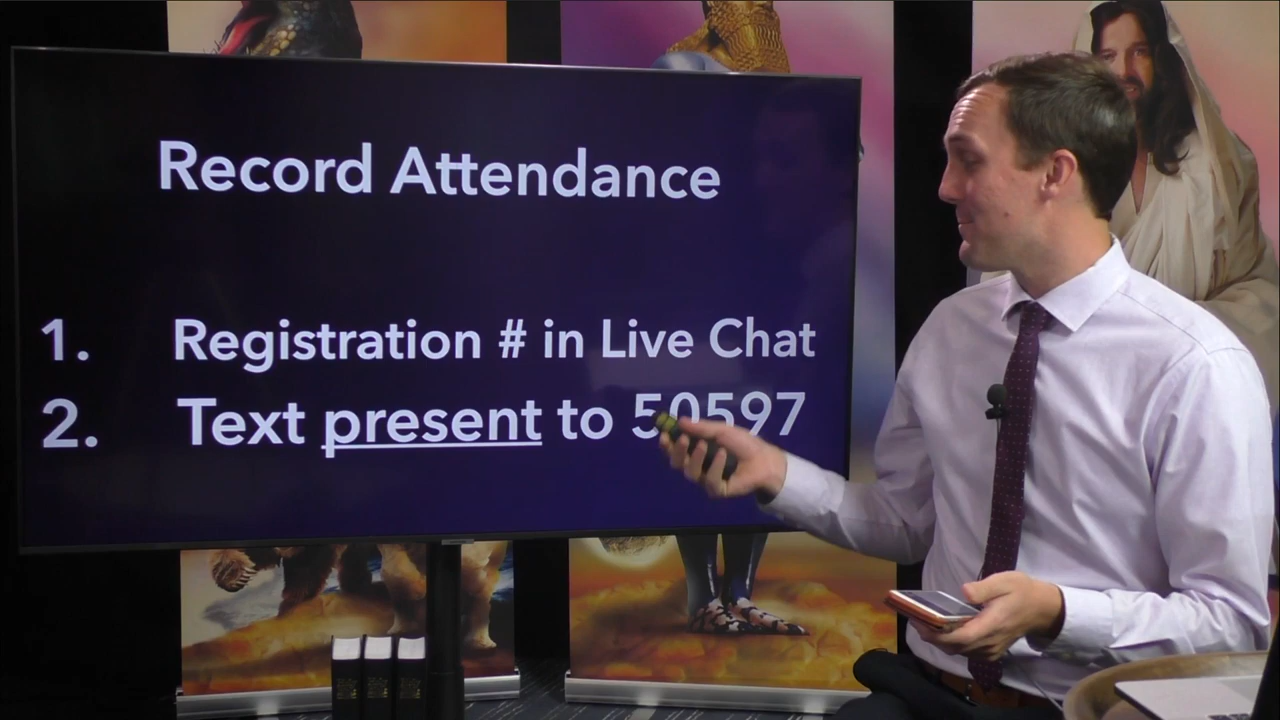 Record Attendance
1. Registration # in Live Chat
2. Text present to 50597